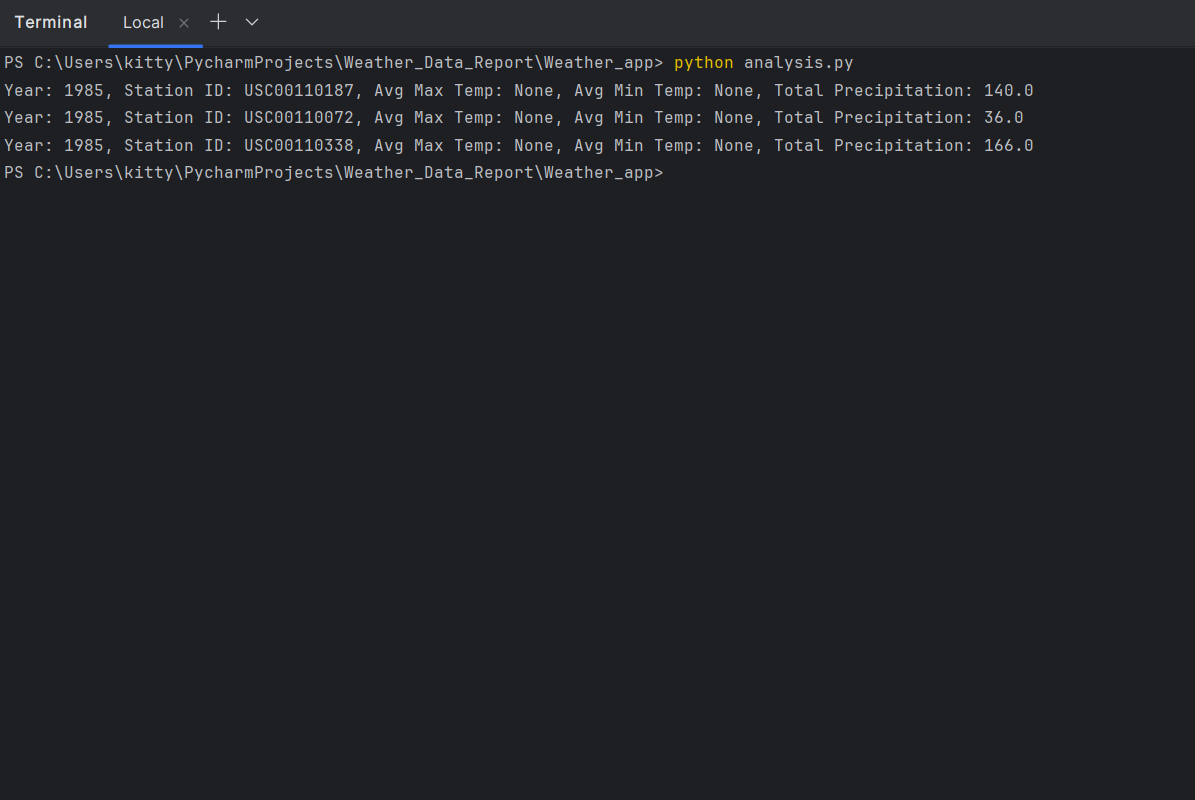 Terminal Local
PS C:\Users\kitty\PycharmProjects\Weather_Data_Report\Weather_app> python analysis.py
Year: 1985, Station ID: USC00110187, Avg Max Temp: None, Avg Min Temp: None, Total Precipitation: 140.0
Year: 1985, Station ID: USC00110072, Avg Max Temp: None, Avg Min Temp: None, Total Precipitation: 36.0
Year: 1985, Station ID: USC00110338, Avg Max Temp: None, Avg Min Temp: None, Total Precipitation: 166.0
PS C:\Users\kitty\PycharmProjects\Weather_Data_Report\Weather_app>